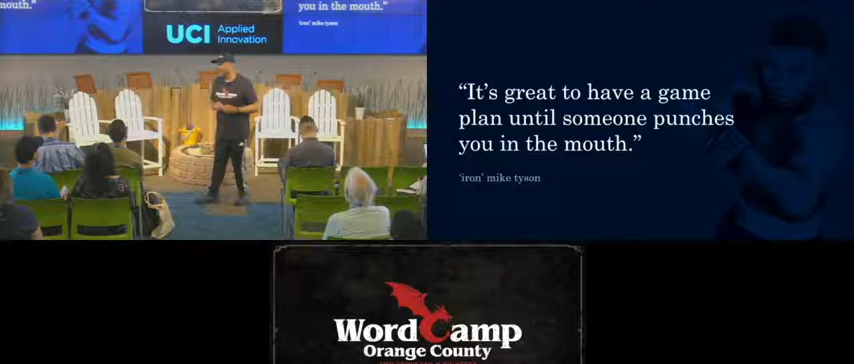 mouth.”
you in the mouth.”
'iron' mike tyson
UCI Applied
Innovation
“It’s great to have a game
plan until someone punches
you in the mouth.”
‘iron’ mike tyson
WordCamp
Orange County